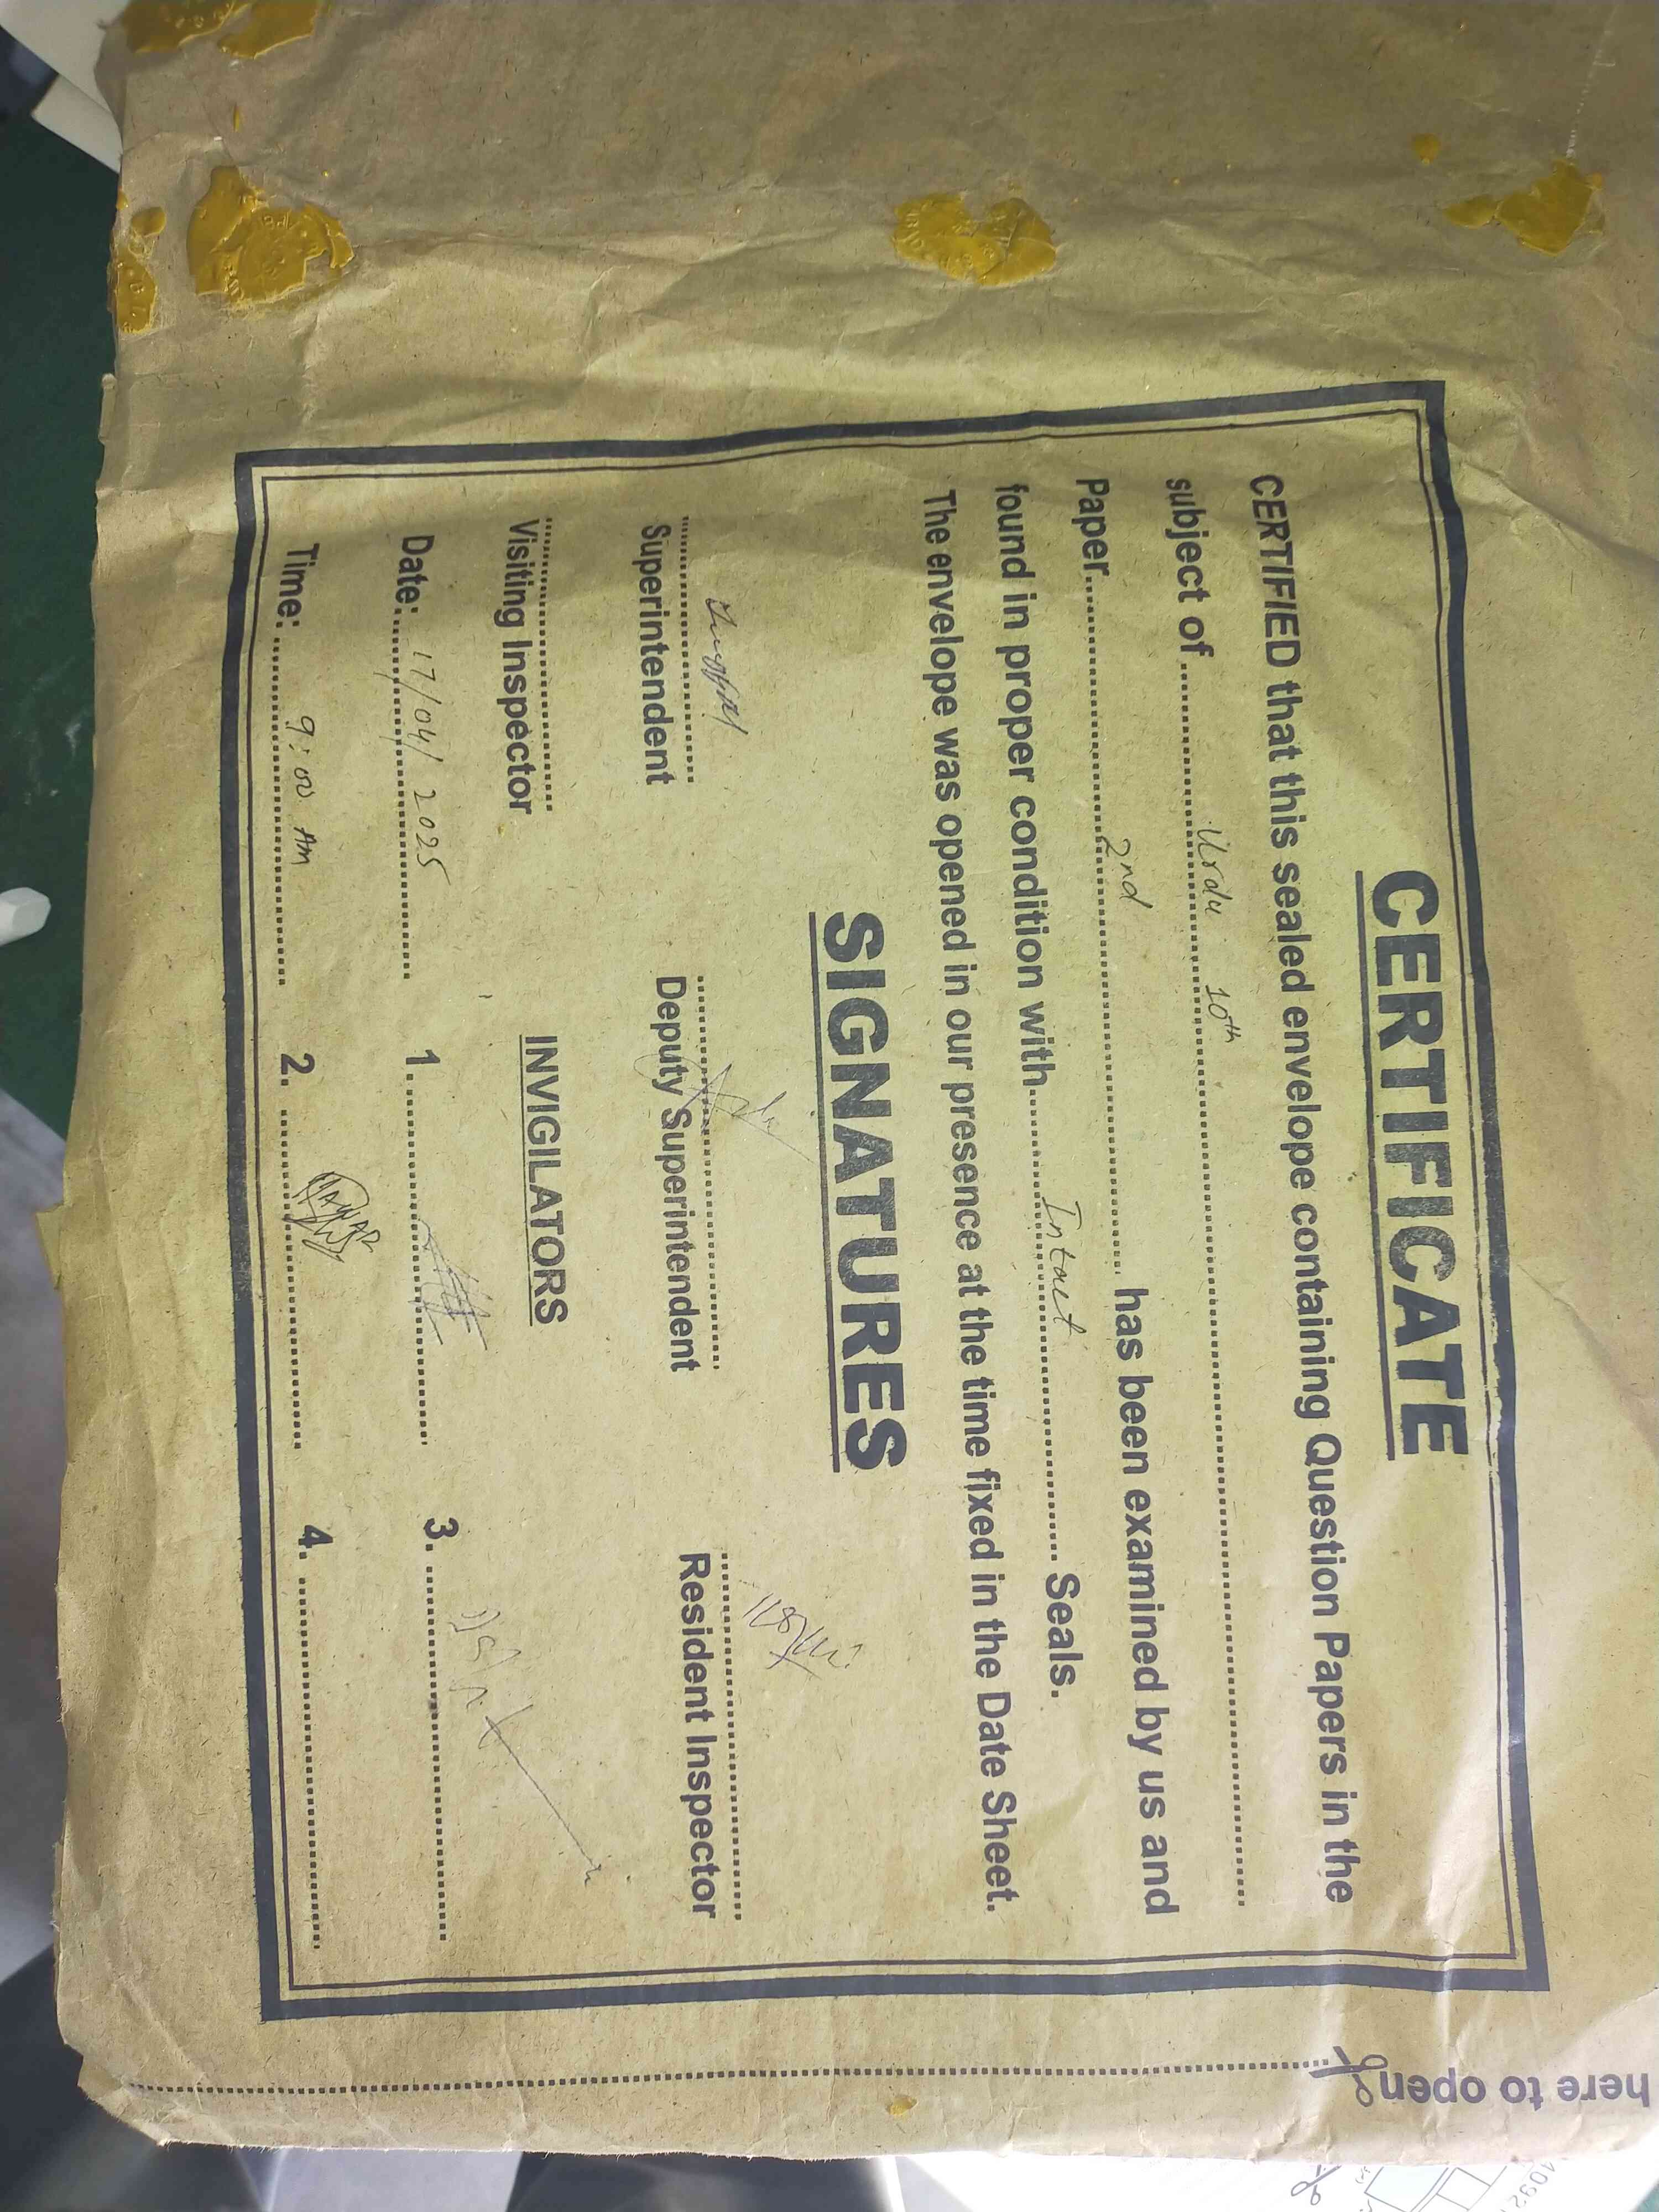 CERTIFICATE
CERTIFIED that this sealed envelope containing Question Papers in the
subject of Urdu 10th
Paper 2nd has been examined by us and
found in proper condition with Intact Seals.
The envelope was opened in our presence at the time fixed in the Date Sheet.
SIGNATURES
Superintendent Deputy Superintendent Resident Inspector
Visiting Inspector INVIGILATORS
Date: 17/04/2025 1. 3.
Time: 9:00 Am 2. 4.
here to open